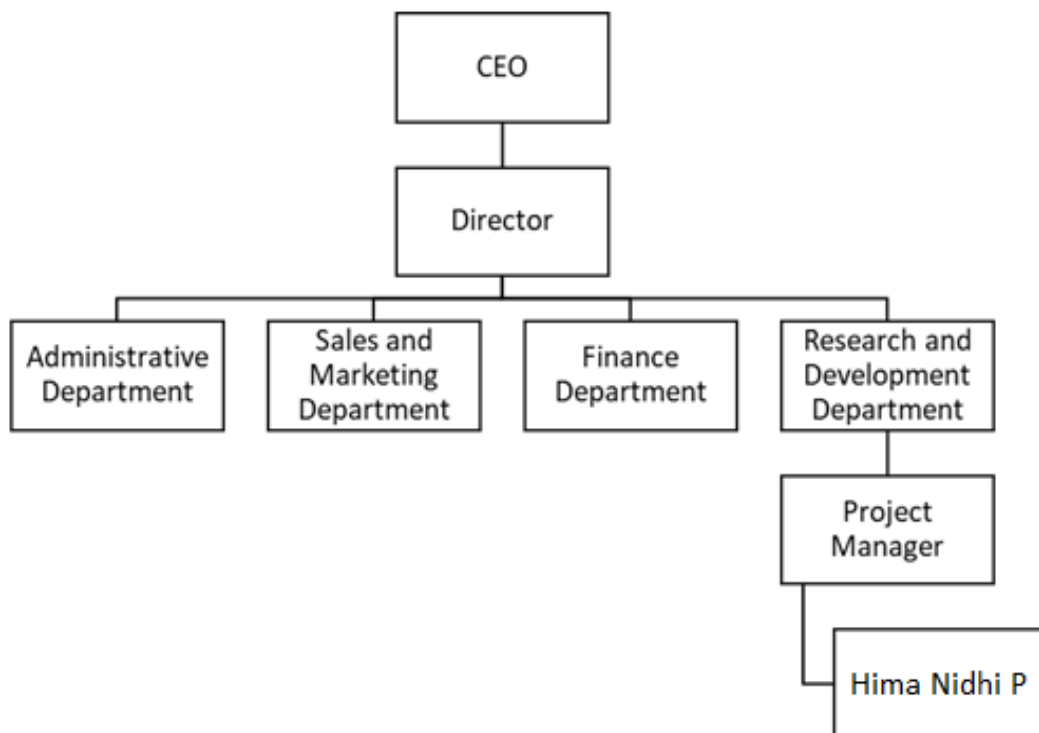 CEO
Director
Administrative
Department
Sales and
Marketing
Department
Finance
Department
Research and
Development
Department
Project
Manager
Hima Nidhi P